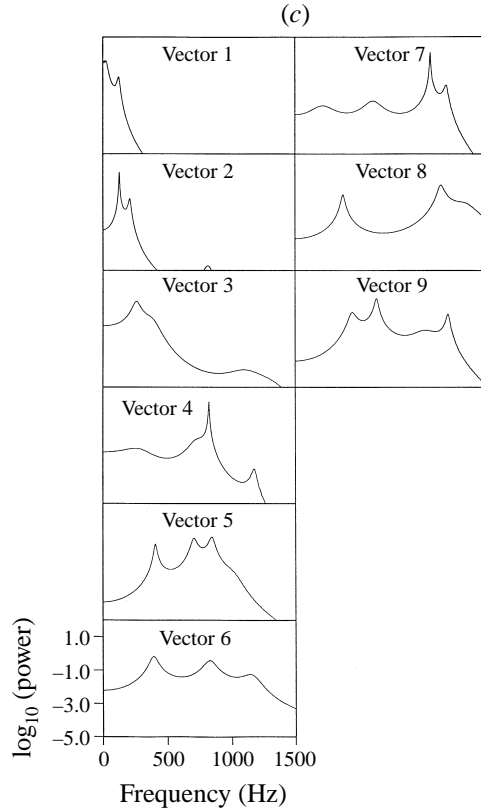 (c)
Vector 1
Vector 7
Vector 2
Vector 8
Vector 3
Vector 9
Vector 4
Vector 5
Vector 6
log10 (power)
1.0
−1.0
−3.0
−5.0
0 500 1000 1500
Frequency (Hz)